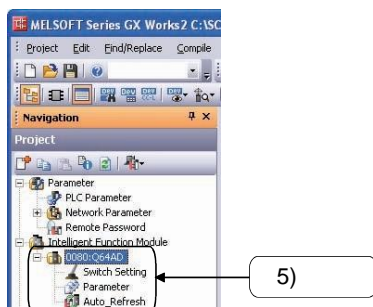 MELSOFT Series GX Works2 C:\SC
Project Edit Find/Replace Compile
Navigation
Project
Parameter
PLC Parameter
Network Parameter
Remote Password
Intelligent Function Module
0080:Q64AD
Switch Setting
5)
Parameter
Auto_Refresh